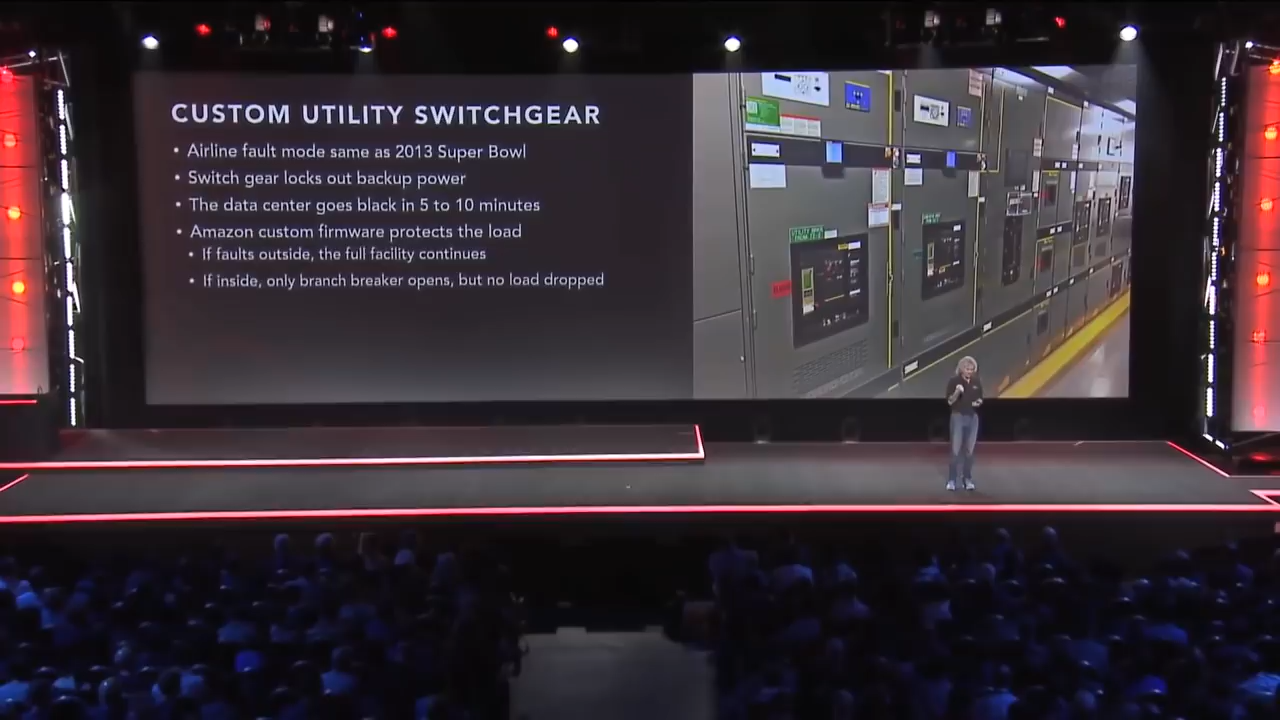 CUSTOM UTILITY SWITCHGEAR
• Airline fault mode same as 2013 Super Bowl
• Switch gear locks out backup power
• The data center goes black in 5 to 10 minutes
• Amazon custom firmware protects the load
• If faults outside, the full facility continues
• If inside, only branch breaker opens, but no load dropped